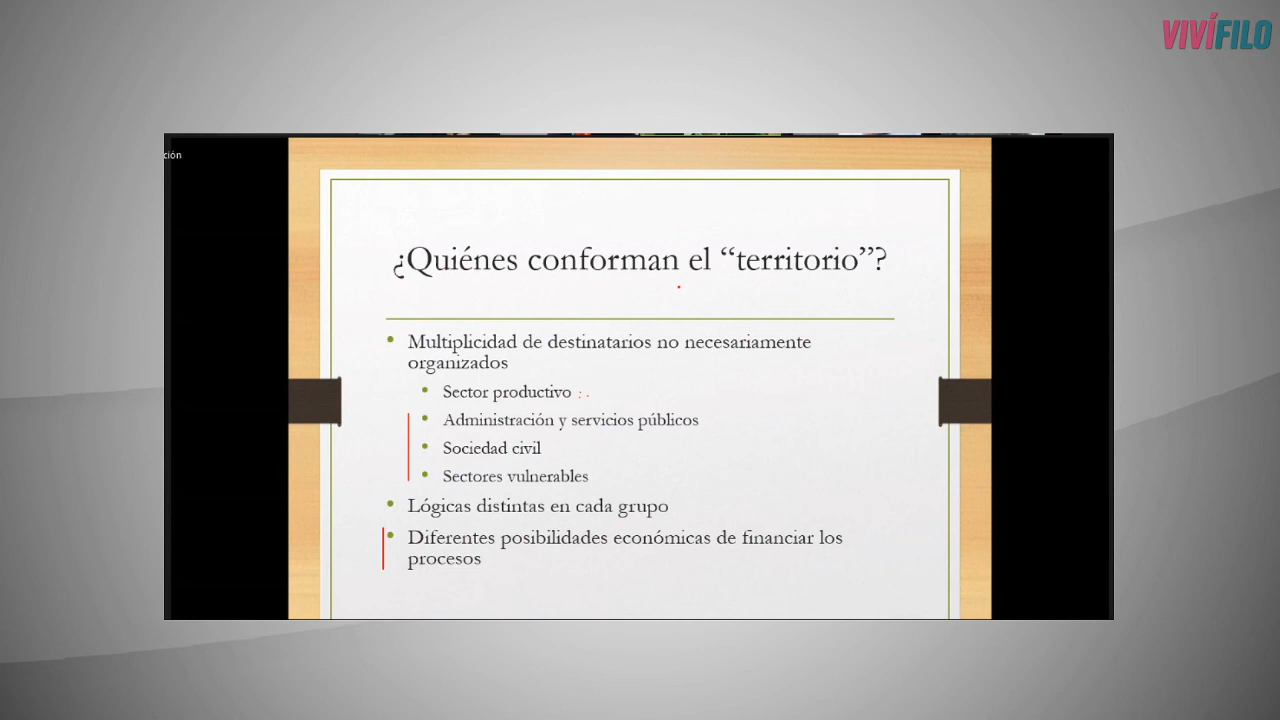 VIVÍFILO
ción
¿Quiénes conforman el “territorio”?
• Multiplicidad de destinatarios no necesariamente
organizados
• Sector productivo
• Administración y servicios públicos
• Sociedad civil
• Sectores vulnerables
• Lógicas distintas en cada grupo
• Diferentes posibilidades económicas de financiar los
procesos